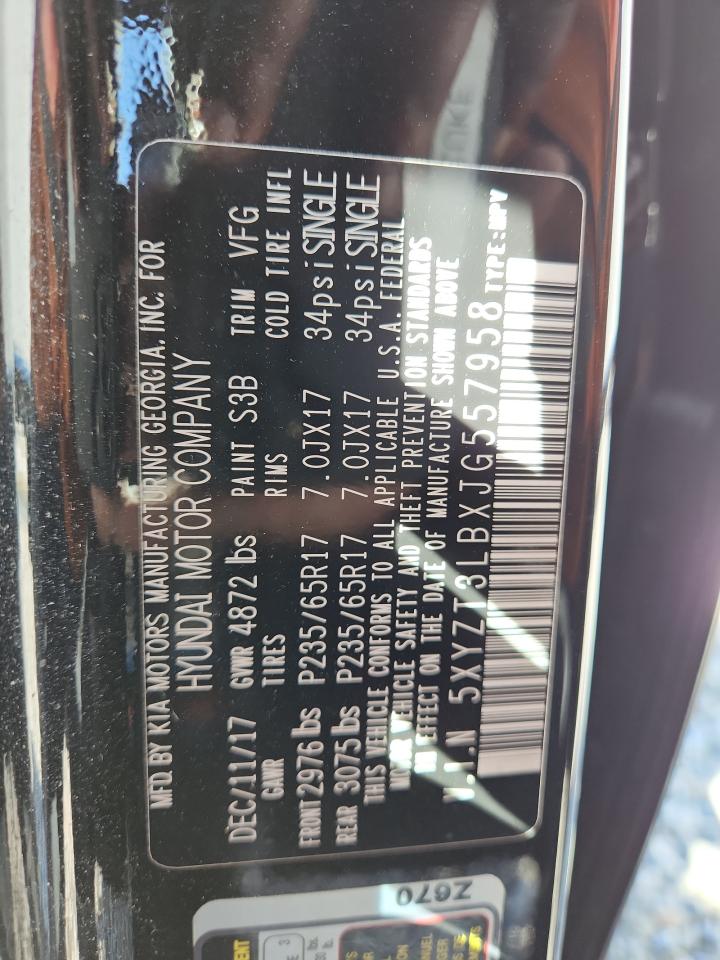 MFD. BY KIA MOTORS MANUFACTURING GEORGIA. INC. FOR
HYUNDAI MOTOR COMPANY
DEC/11/17 GVWR 4872 lbs PAINT S3B TRIM VFG
GAWR TIRES RIMS COLD TIRE INFL
FRONT 2976 lbs P235/65R17 7.0JX17 34psi SINGLE
REAR 3075 lbs P235/65R17 7.0JX17 34psi SINGLE
THIS VEHICLE CONFORMS TO ALL APPLICABLE U.S.A. FEDERAL
MOTOR VEHICLE SAFETY AND THEFT PREVENTION STANDARDS
IN EFFECT ON THE DATE OF MANUFACTURE SHOWN ABOVE
V.I.N 5XYZT3LBXJG557958 TYPE:MPV
Z670
3